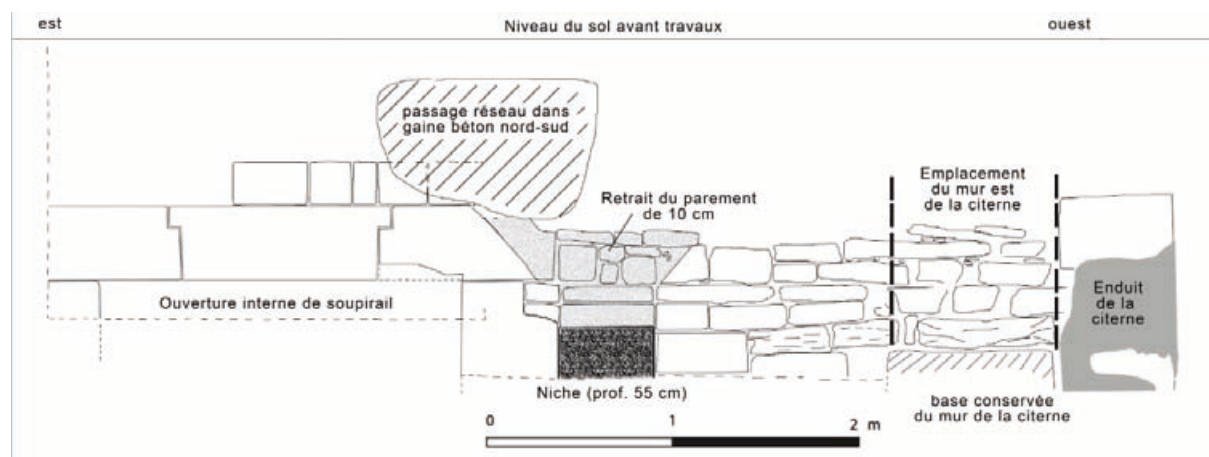 est
Niveau du sol avant travaux
ouest
passage réseau dans
gaine béton nord-sud
Retrait du parement
de 10 cm
Emplacement
du mur est
de la citerne
Ouverture interne de soupirail
Enduit
de la
citerne
Niche (prof. 55 cm)
base conservée
du mur de la citerne
0
1
2 m